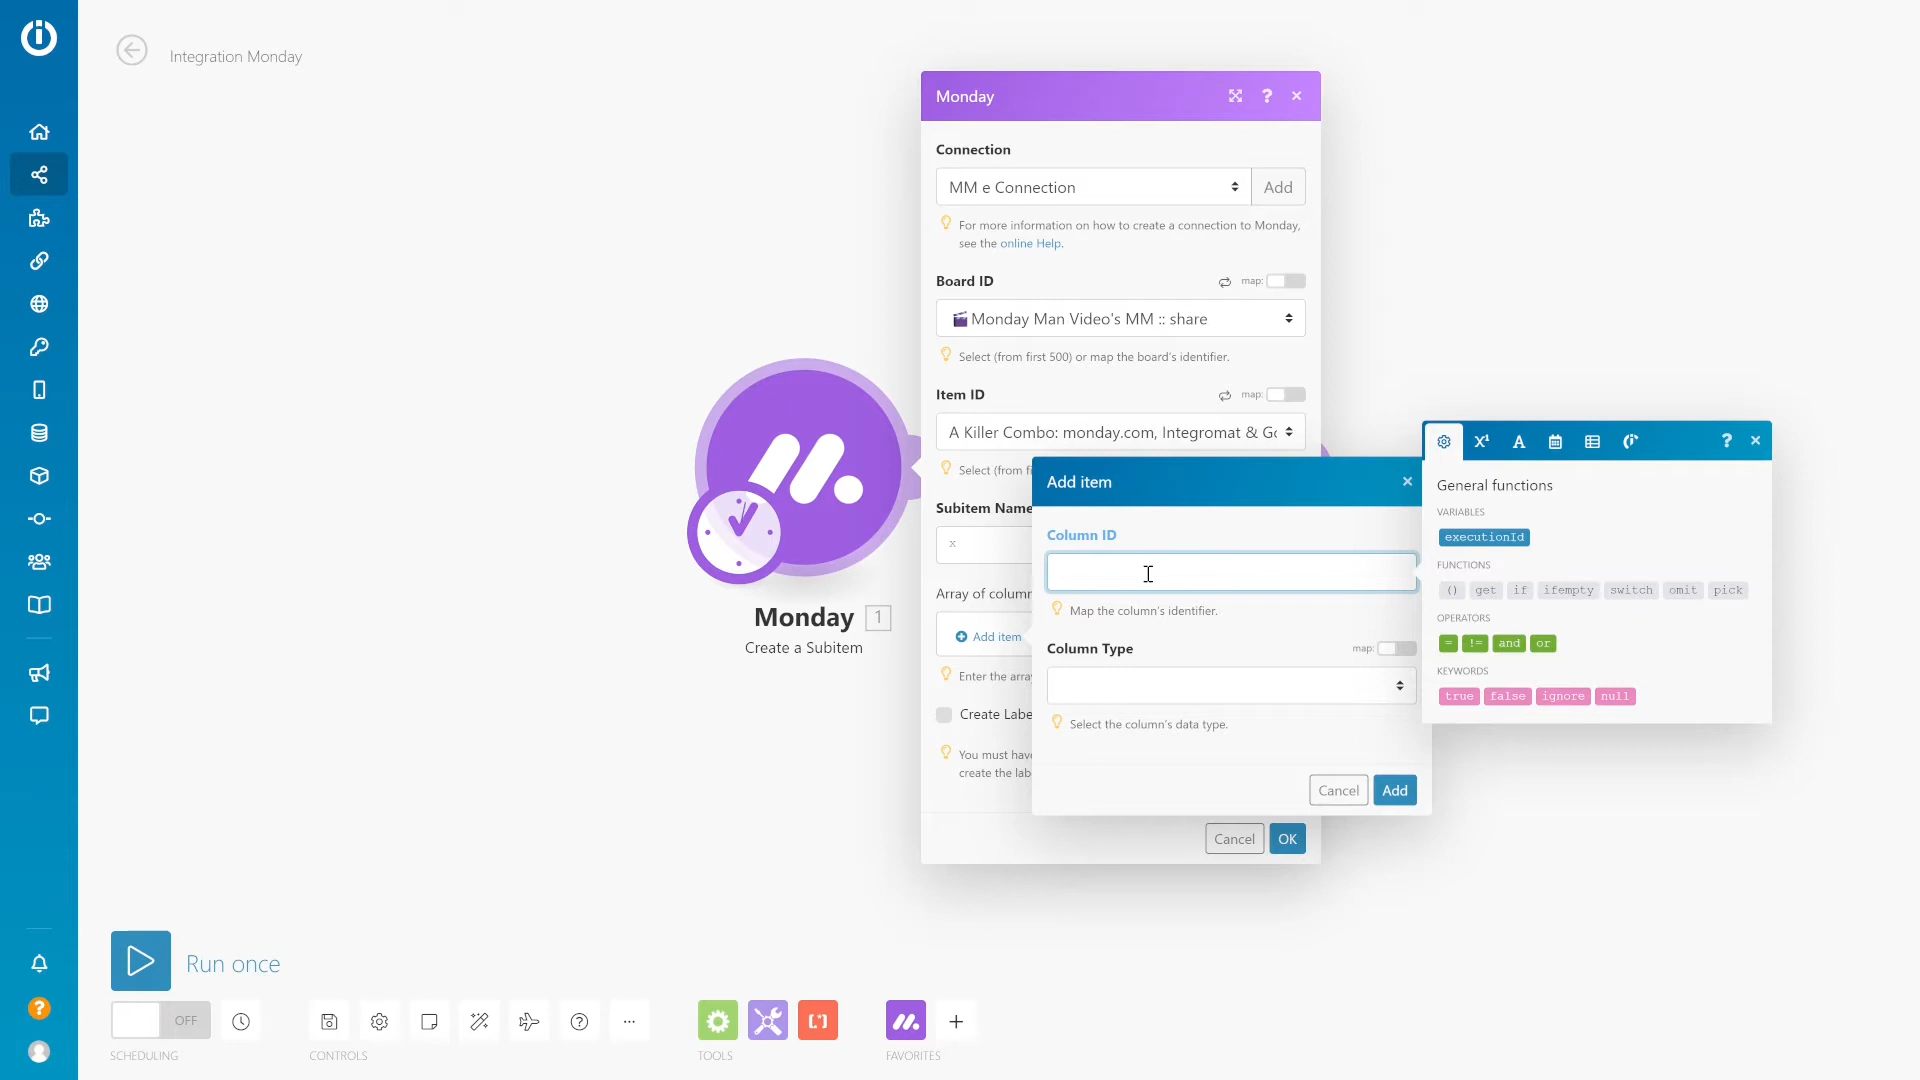 Integration Monday
Monday
Connection
MM e Connection
Add
For more information on how to create a connection to Monday,
see the online Help.
Board ID
map:
Monday Man Video's MM :: share
Select (from first 500) or map the board's identifier.
Item ID
map:
A Killer Combo: monday.com, Integromat &
Select (from
Subitem Name
x
Array of
Add item
Enter the
Create
You must
create the
Cancel
OK
Add item
Column ID
Map the column's identifier.
Column Type
map:
Select the column's data type.
Cancel
Add
General functions
VARIABLES
executionId
FUNCTIONS
() get if ifempty switch omit pick
OPERATORS
= != and or
KEYWORDS
true false ignore null
Monday 1
Create a Subitem
Run once
OFF
SCHEDULING
CONTROLS
TOOLS
FAVORITES